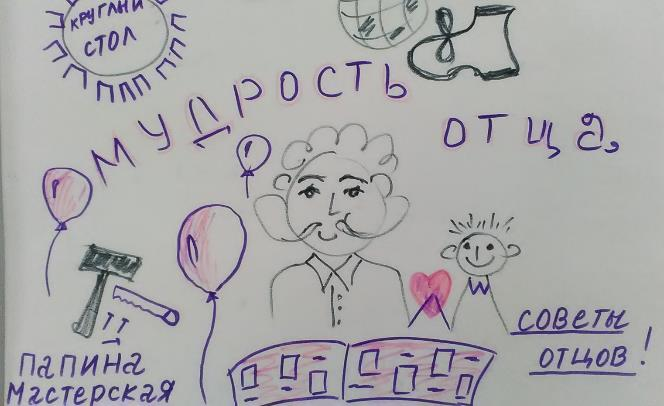 КРУГЛЫЙ
СТОЛ
МУДРОСТЬ ОТЦА,
ПАПИНА
Мастерская
СОВЕТЫ
ОТЦОВ!